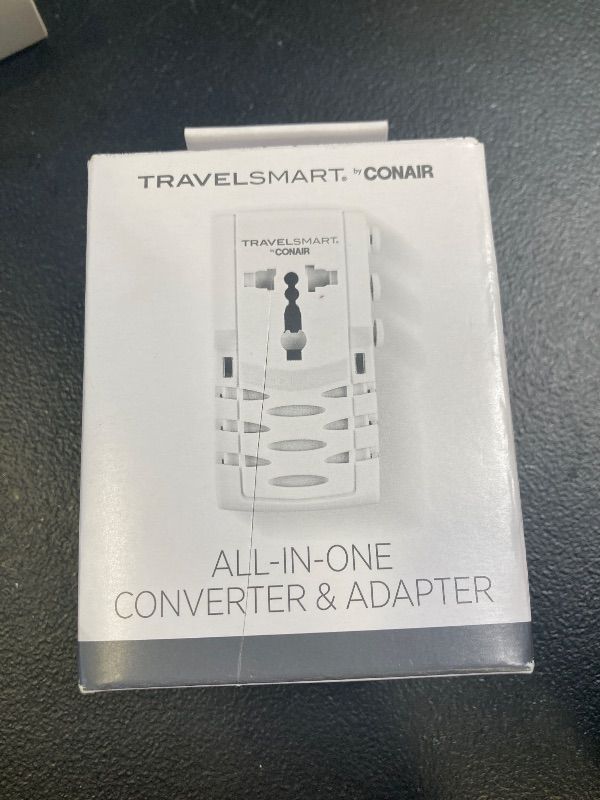 TRAVELSMART® by CONAIR
TRAVELSMART®
by CONAIR
ALL-IN-ONE
CONVERTER & ADAPTER